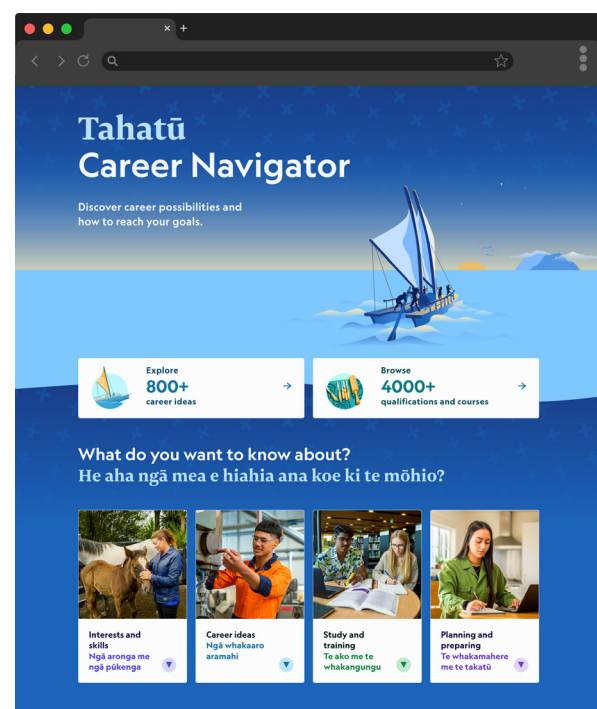 Tahatū
Career Navigator
Discover career possibilities and
how to reach your goals.
Explore
800+
career ideas
Browse
4000+
qualifications and courses
What do you want to know about?
He aha ngā mea e hiahia ana koe ki te mōhio?
Interests and
skills
Ngā aronga me
ngā pūkenga
Career ideas
Ngā whakaaro
aramahi
Study and
training
Te ako me te
whakangungu
Planning and
preparing
Te whakamahere
me te takatū